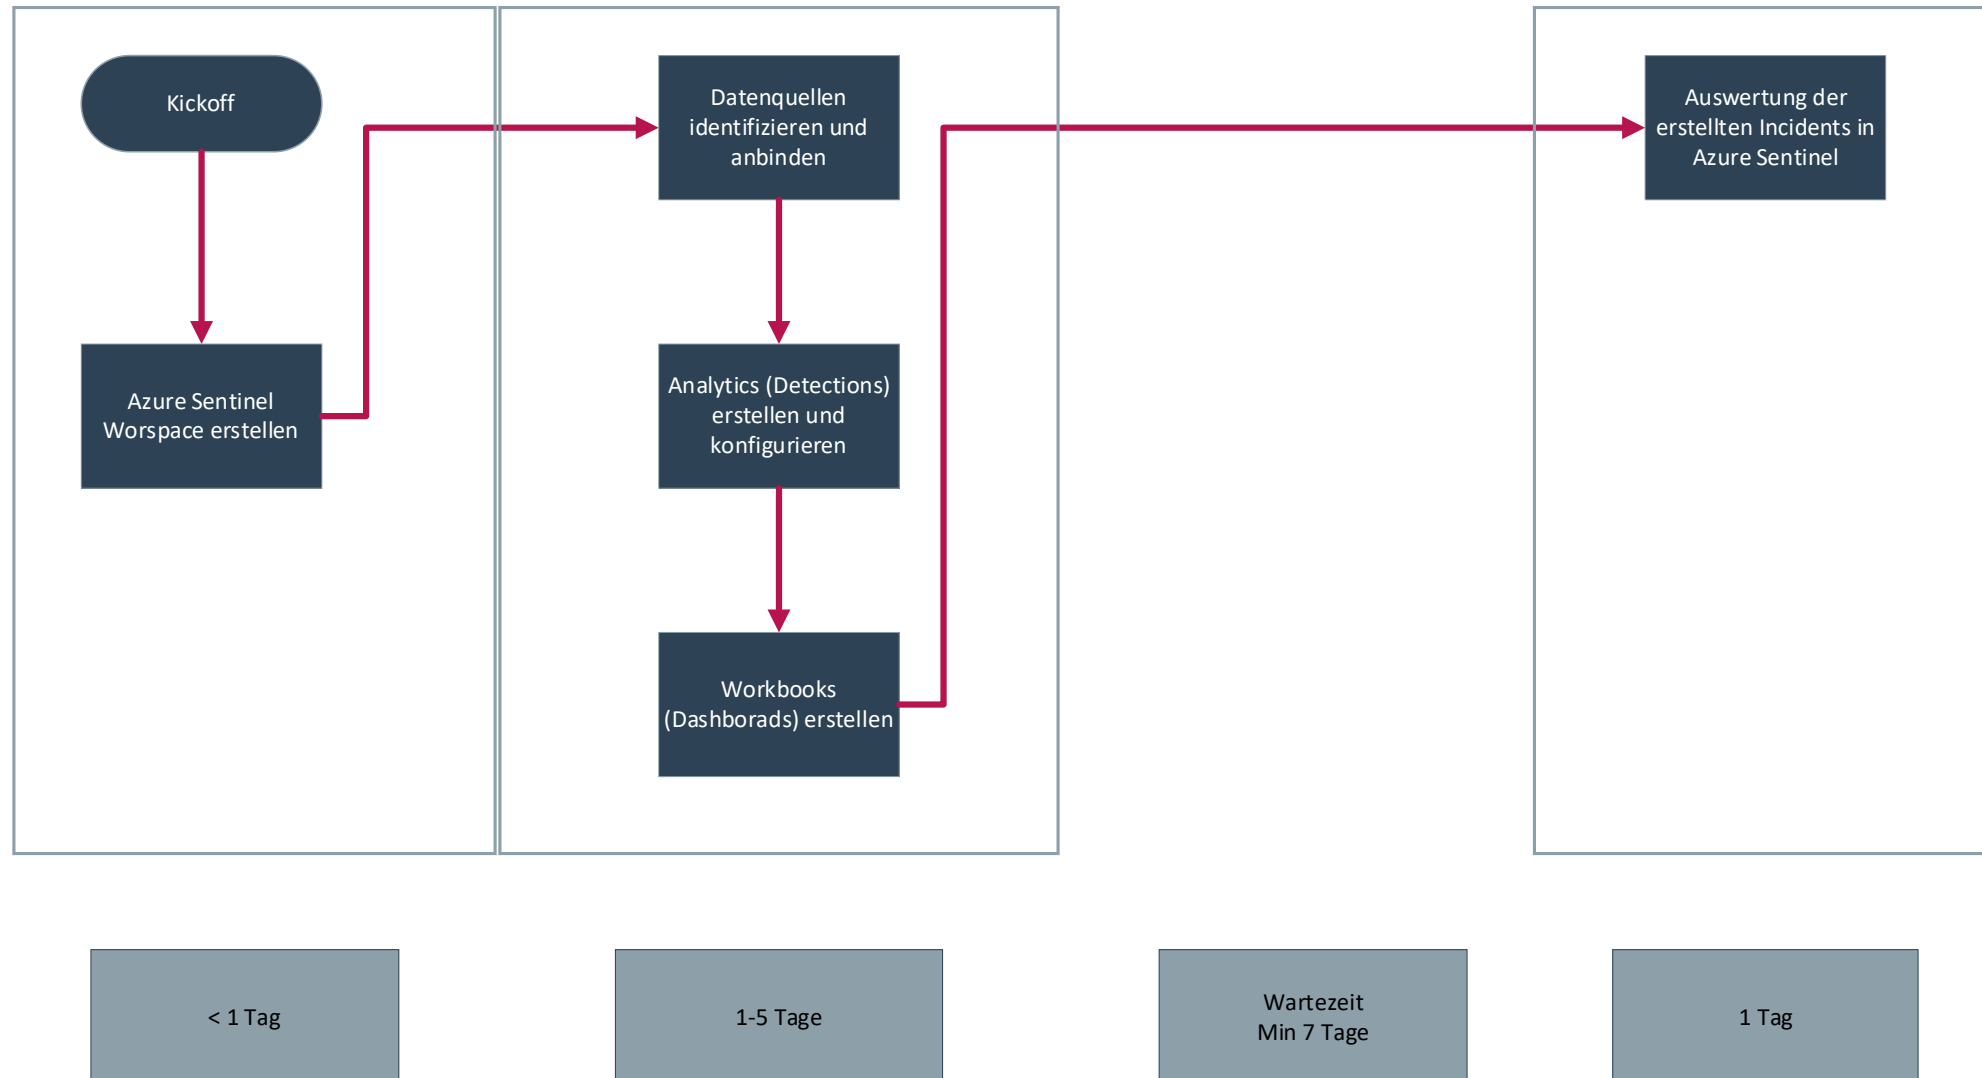 Kickoff
Azure Sentinel
Worspace erstellen
Datenquellen
identifizieren und
anbinden
Analytics (Detections)
erstellen und
konfigurieren
Workbooks
(Dashborads) erstellen
Auswertung der
erstellten Incidents in
Azure Sentinel
< 1 Tag
1-5 Tage
Wartezeit
Min 7 Tage
1 Tag